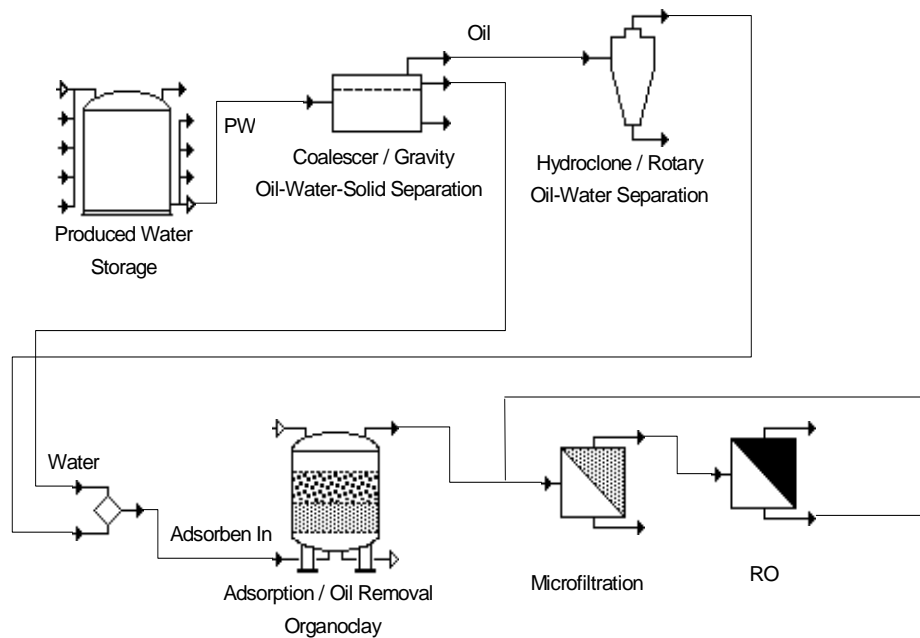 Oil
PW
Coalescer / Gravity
Oil-Water-Solid Separation
Hydroclone / Rotary
Oil-Water Separation
Produced Water
Storage
Water
Adsorben In
Adsorption / Oil Removal
Organoclay
Microfiltration
RO